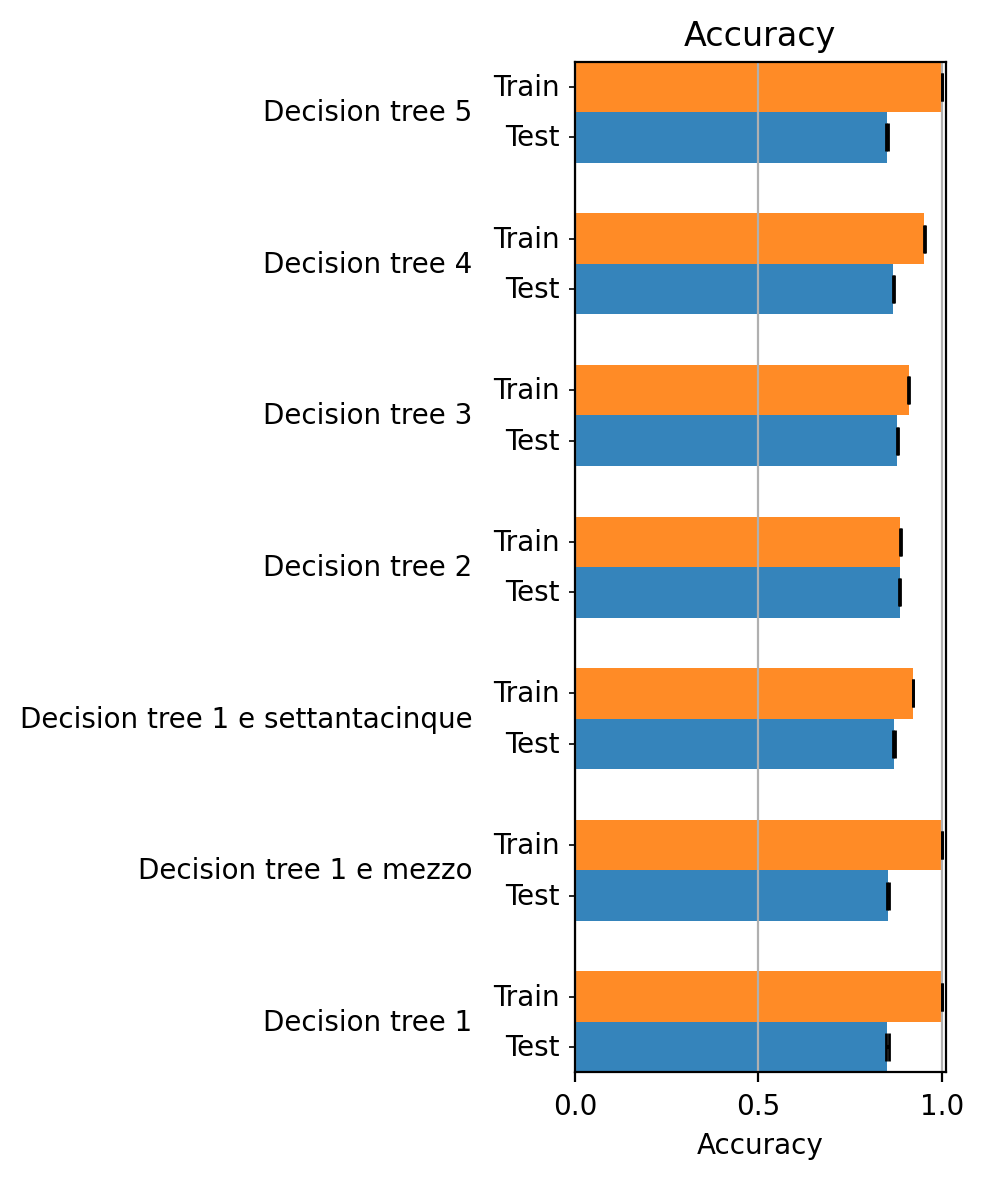 Accuracy
Decision tree 5
Train
Test
Decision tree 4
Train
Test
Decision tree 3
Train
Test
Decision tree 2
Train
Test
Decision tree 1 e settantacinque
Train
Test
Decision tree 1 e mezzo
Train
Test
Decision tree 1
Train
Test
0.0 0.5 1.0
Accuracy